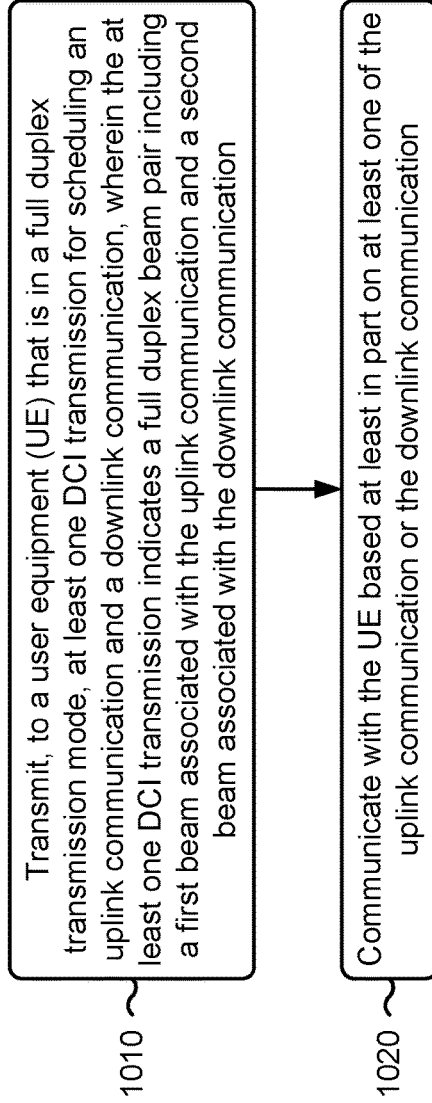 1010
Transmit, to a user equipment (UE) that is in a full duplex
transmission mode, at least one DCI transmission for scheduling an
uplink communication and a downlink communication, wherein the at
least one DCI transmission indicates a full duplex beam pair including
a first beam associated with the uplink communication and a second
beam associated with the downlink communication
1020
Communicate with the UE based at least in part on at least one of the
uplink communication or the downlink communication